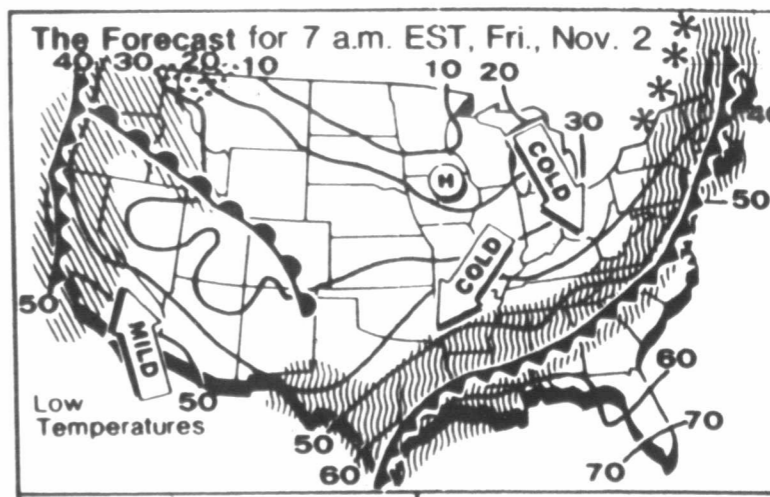 The Forecast for 7 a.m. EST, Fri., Nov. 2
40 30 20 10
10 20
30
40
50
H
COLD
COLD
MILD
50
50
50
60
60
70
70
Low
Temperatures